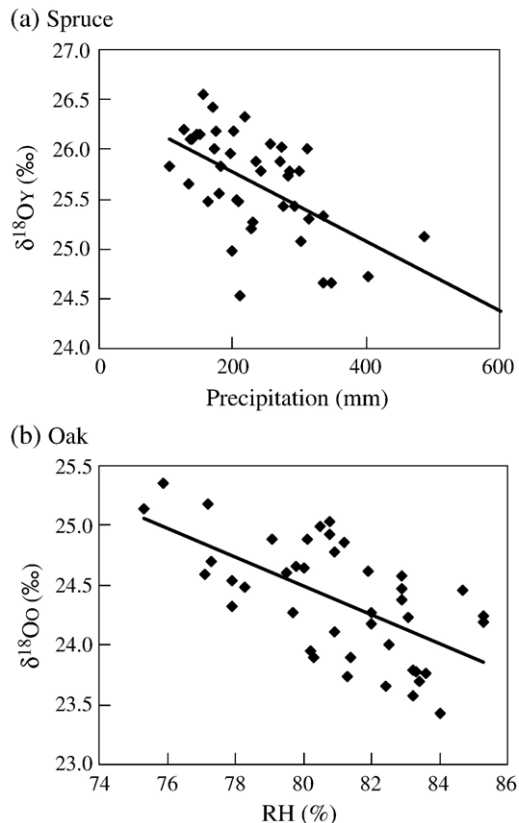 (a) Spruce
27.0
26.5
26.0
25.5
25.0
24.5
24.0
δ¹⁸OY (‰)
0 200 400 600
Precipitation (mm)
(b) Oak
25.5
25.0
24.5
24.0
23.5
23.0
δ¹⁸OO (‰)
74 76 78 80 82 84 86
RH (%)